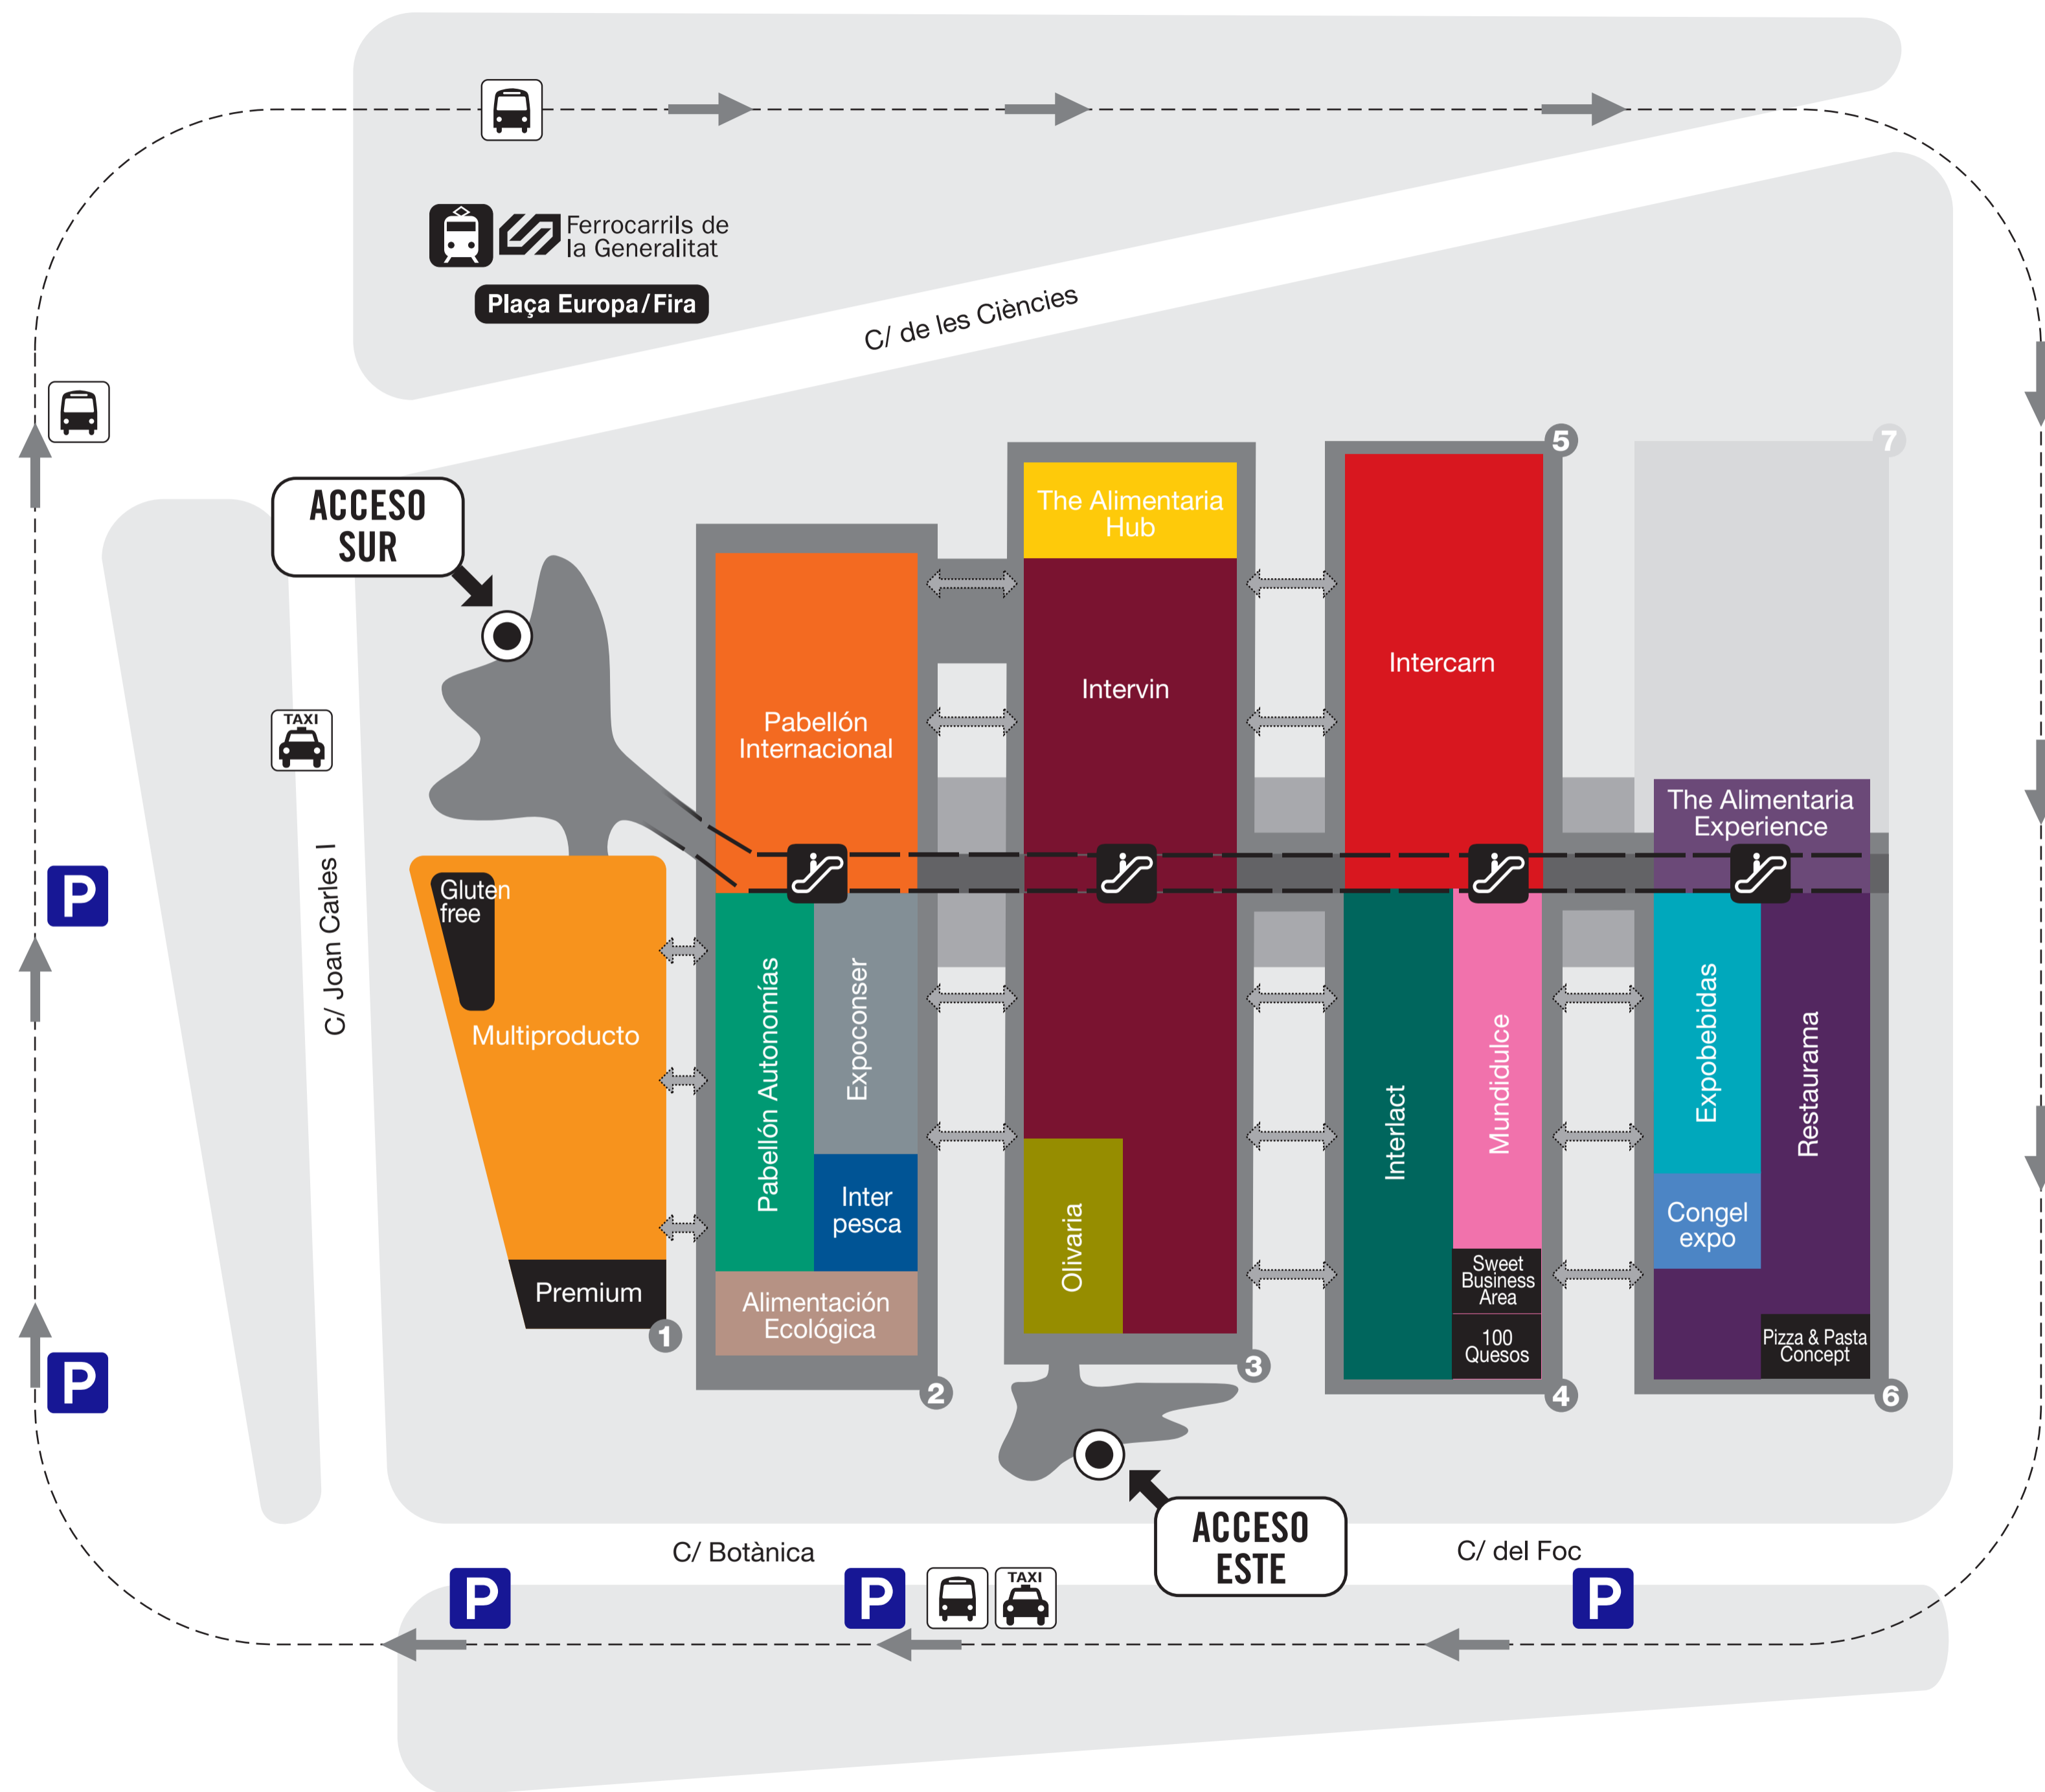 Ferrocarrils de
la Generalitat
Plaça Europa/Fira
C/ de les Ciències
ACCESO
SUR
TAXI
C/ Joan Carles I
P
P
Gluten
free
Multiproducto
Premium
1
Pabellón
Internacional
Pabellón Autonomías
Expoconser
Inter
pesca
Alimentación
Ecológica
2
The Alimentaria
Hub
Intervin
Olivaria
3
5
Intercarn
Interlact
Mundidulce
Sweet
Business
Area
100
Quesos
4
7
The Alimentaria
Experience
Expobebidas
Restaurama
Congel
expo
Pizza & Pasta
Concept
6
ACCESO
ESTE
C/ Botànica
C/ del Foc
P
P
TAXI
P